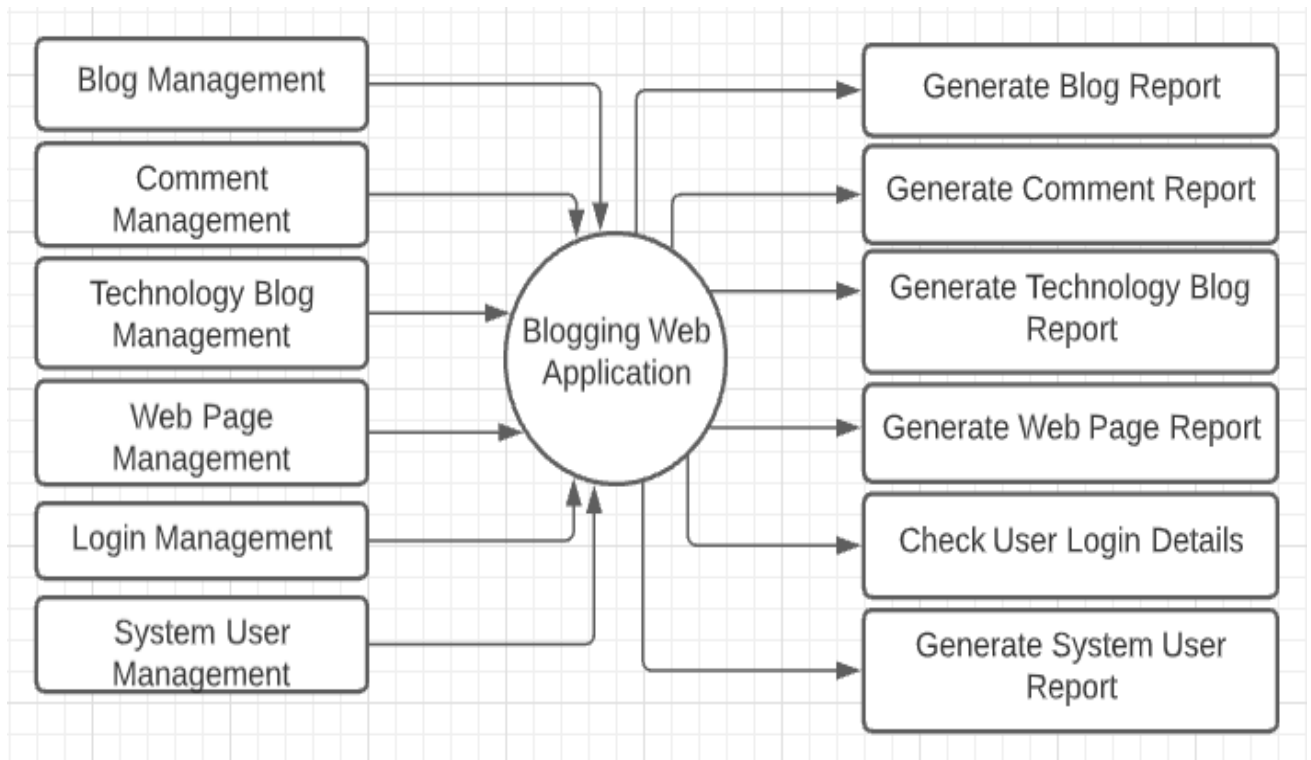 Blog Management
Comment
Management
Technology Blog
Management
Web Page
Management
Login Management
System User
Management
Blogging Web
Application
Generate Blog Report
Generate Comment Report
Generate Technology Blog
Report
Generate Web Page Report
Check User Login Details
Generate System User
Report